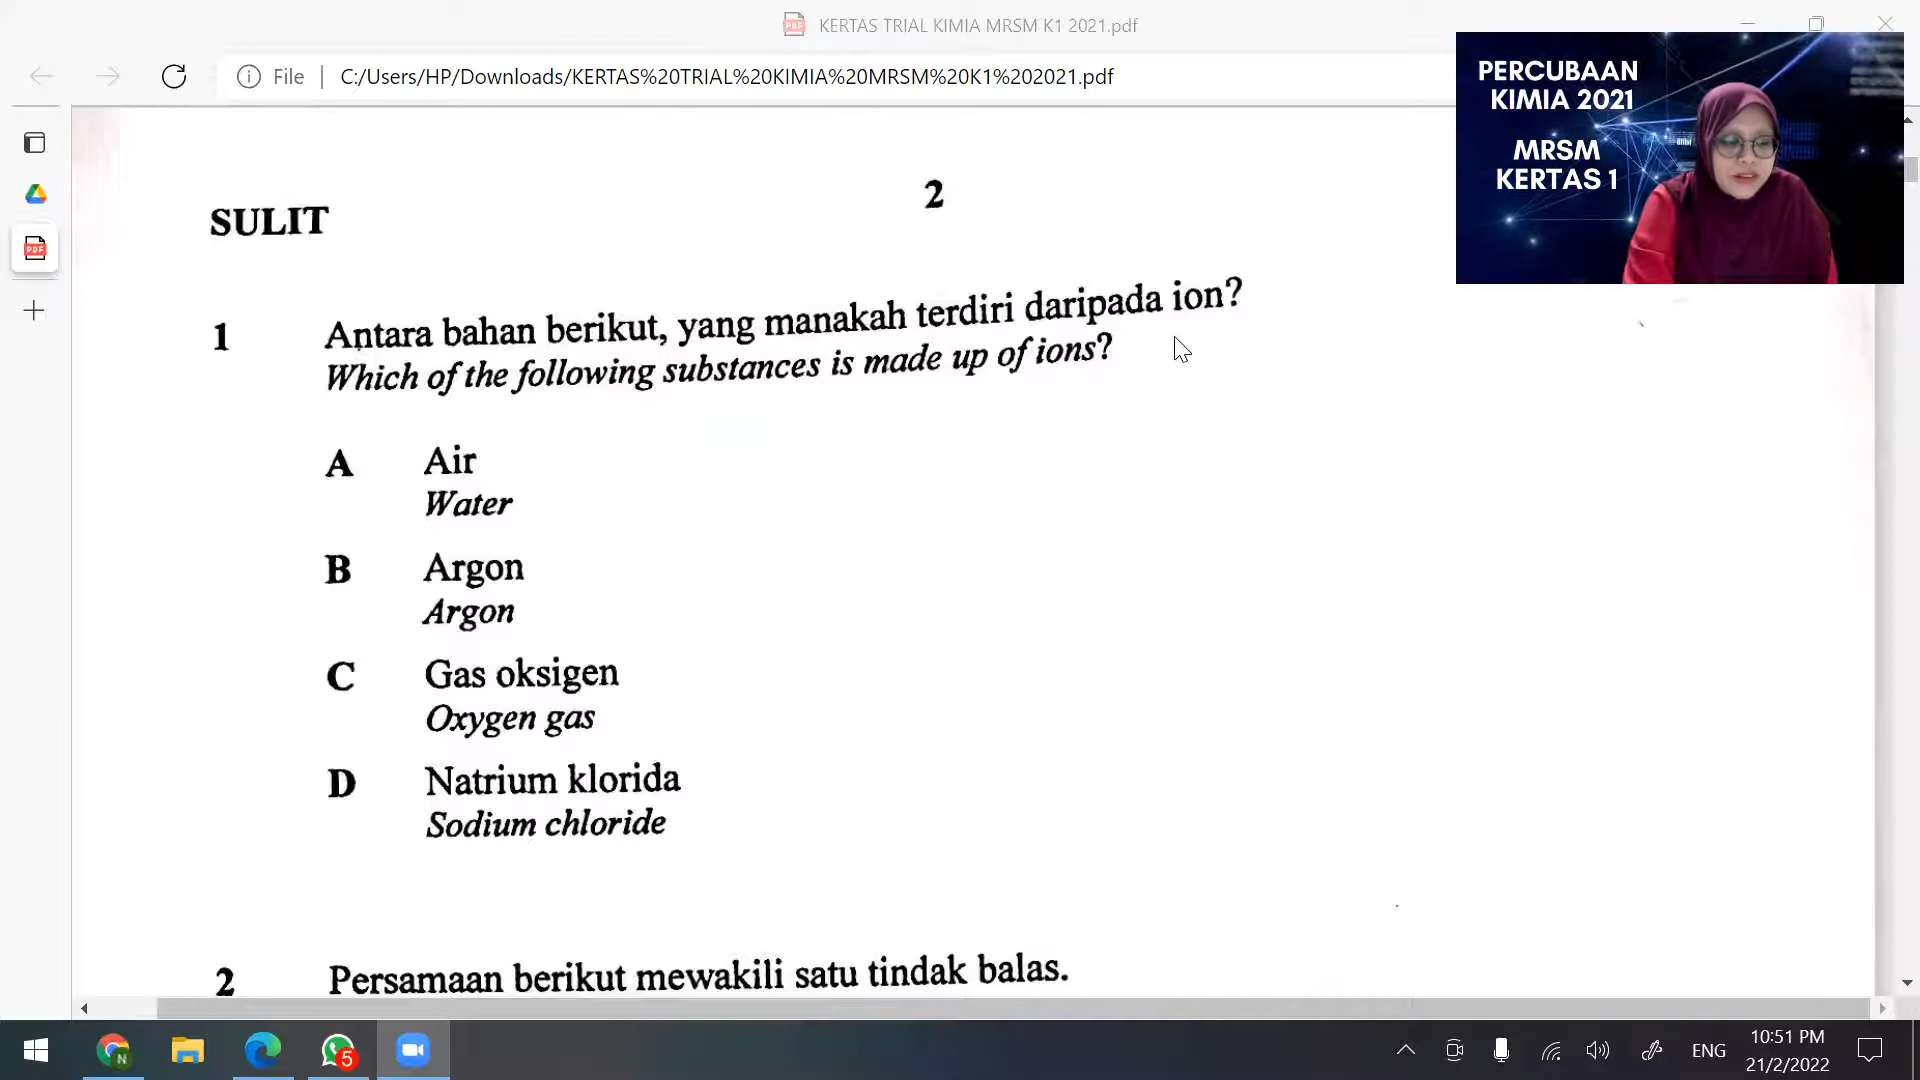 KERTAS TRIAL KIMIA MRSM K1 2021.pdf
File | C:/Users/HP/Downloads/KERTAS%20TRIAL%20KIMIA%20MRSM%20K1%202021.pdf
PERCUBAAN
KIMIA 2021
MRSM
KERTAS 1
SULIT
2
1 Antara bahan berikut, yang manakah terdiri daripada ion?
Which of the following substances is made up of ions?
A Air
Water
B Argon
Argon
C Gas oksigen
Oxygen gas
D Natrium klorida
Sodium chloride
2 Persamaan berikut mewakili satu tindak balas.
N
5
ENG
10:51 PM
21/2/2022